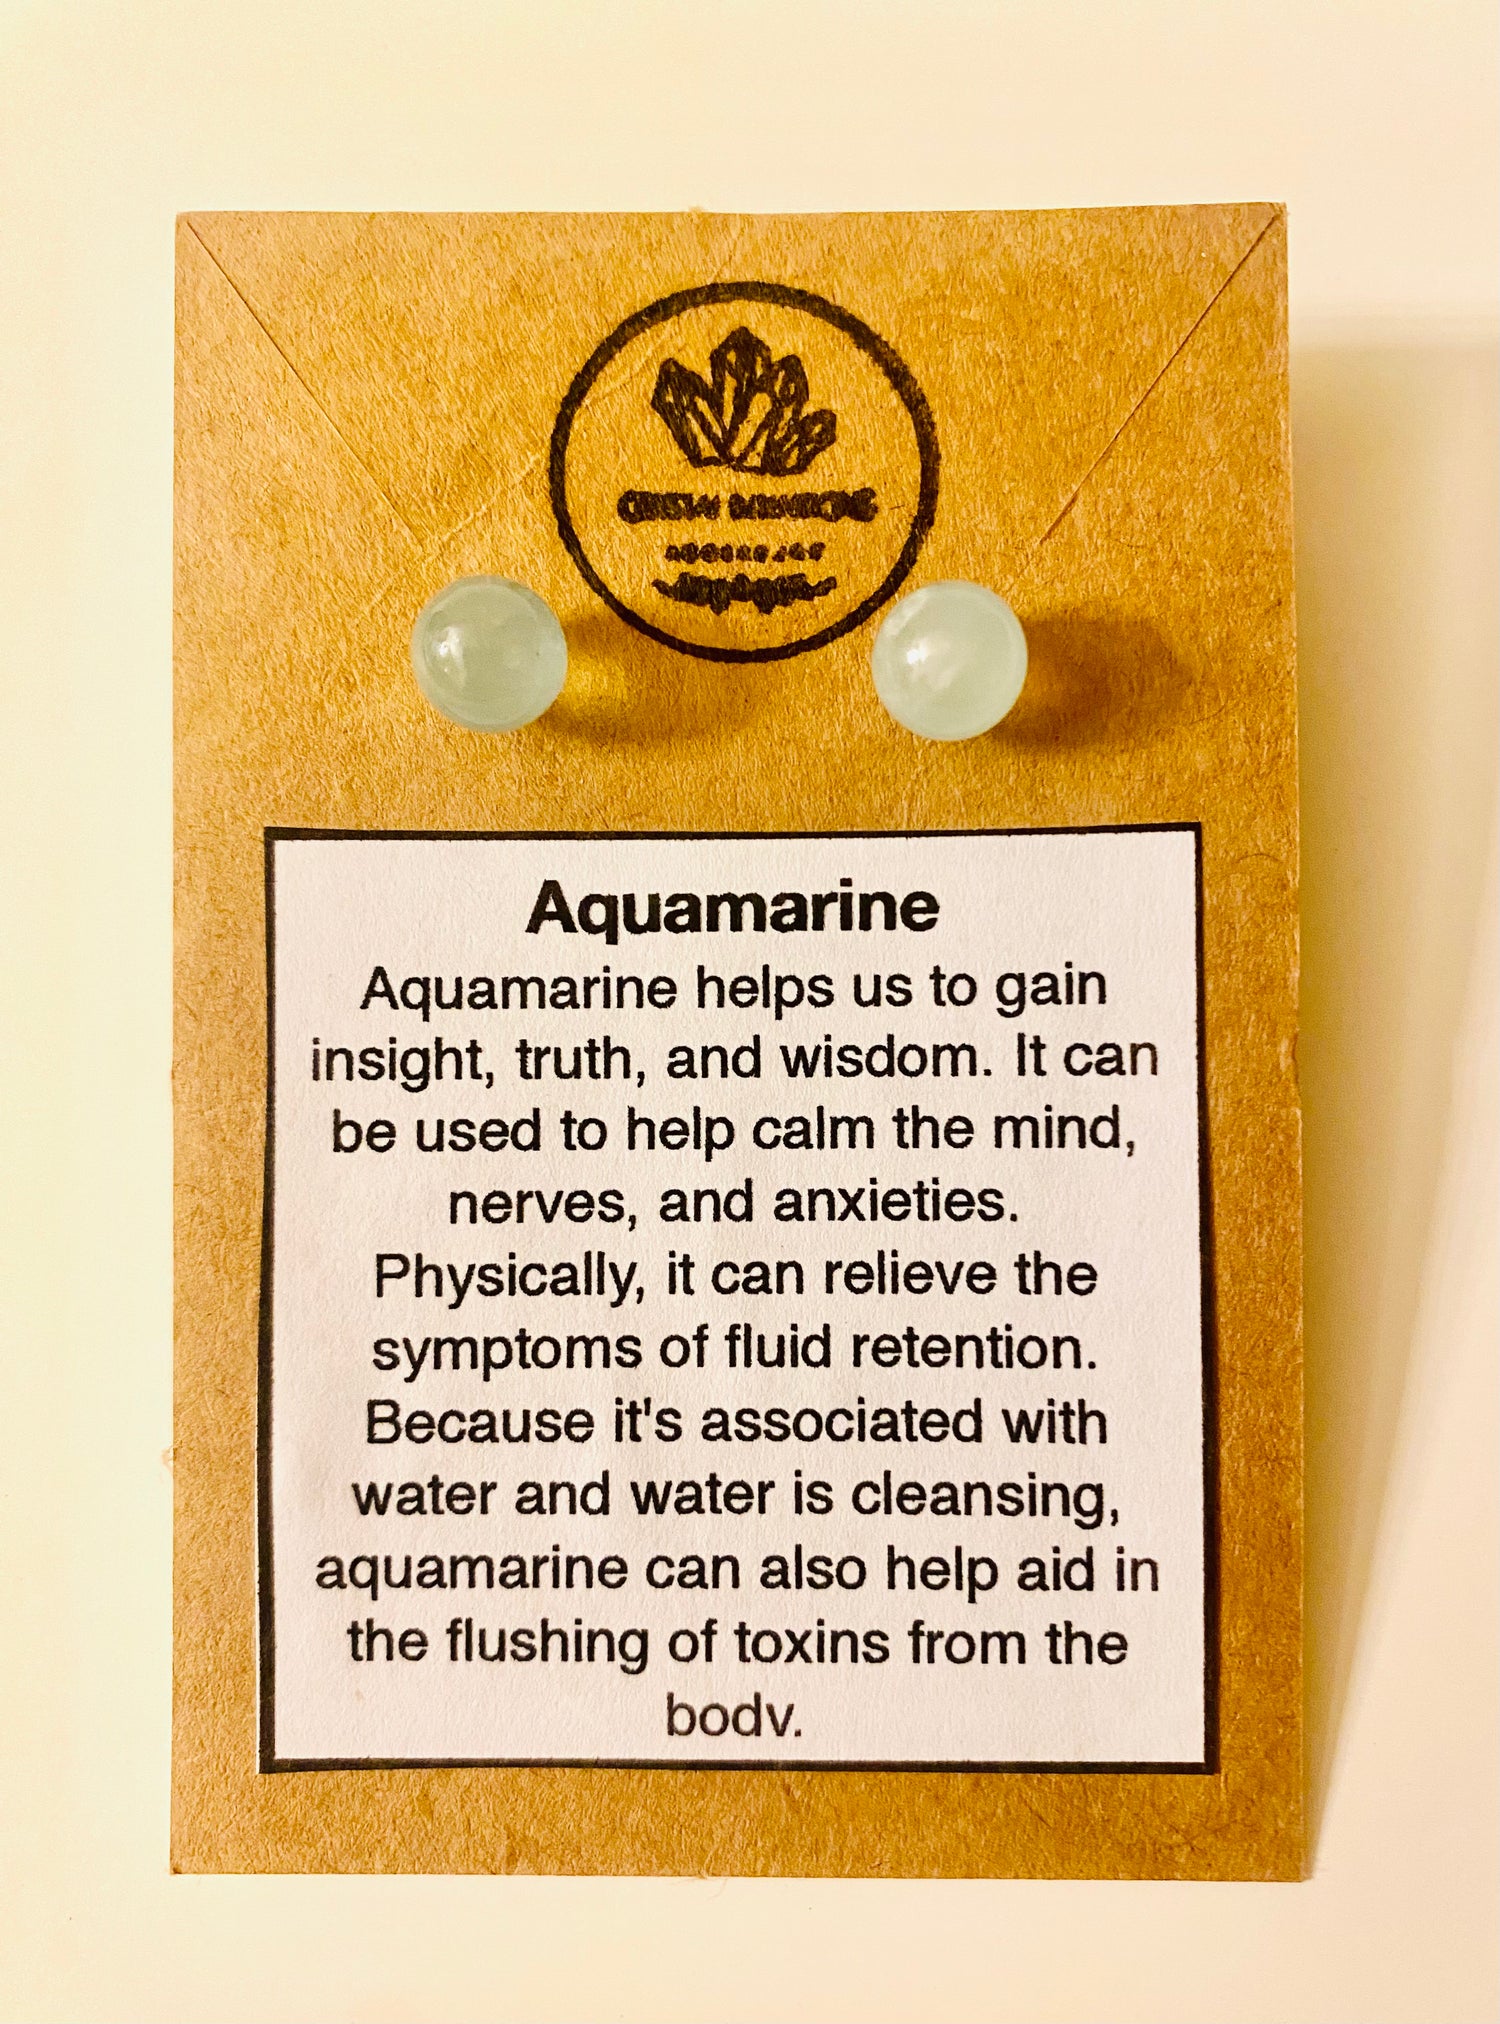 Aquamarine
Aquamarine helps us to gain
insight, truth, and wisdom. It can
be used to help calm the mind,
nerves, and anxieties.
Physically, it can relieve the
symptoms of fluid retention.
Because it's associated with
water and water is cleansing,
aquamarine can also help aid in
the flushing of toxins from the
body.